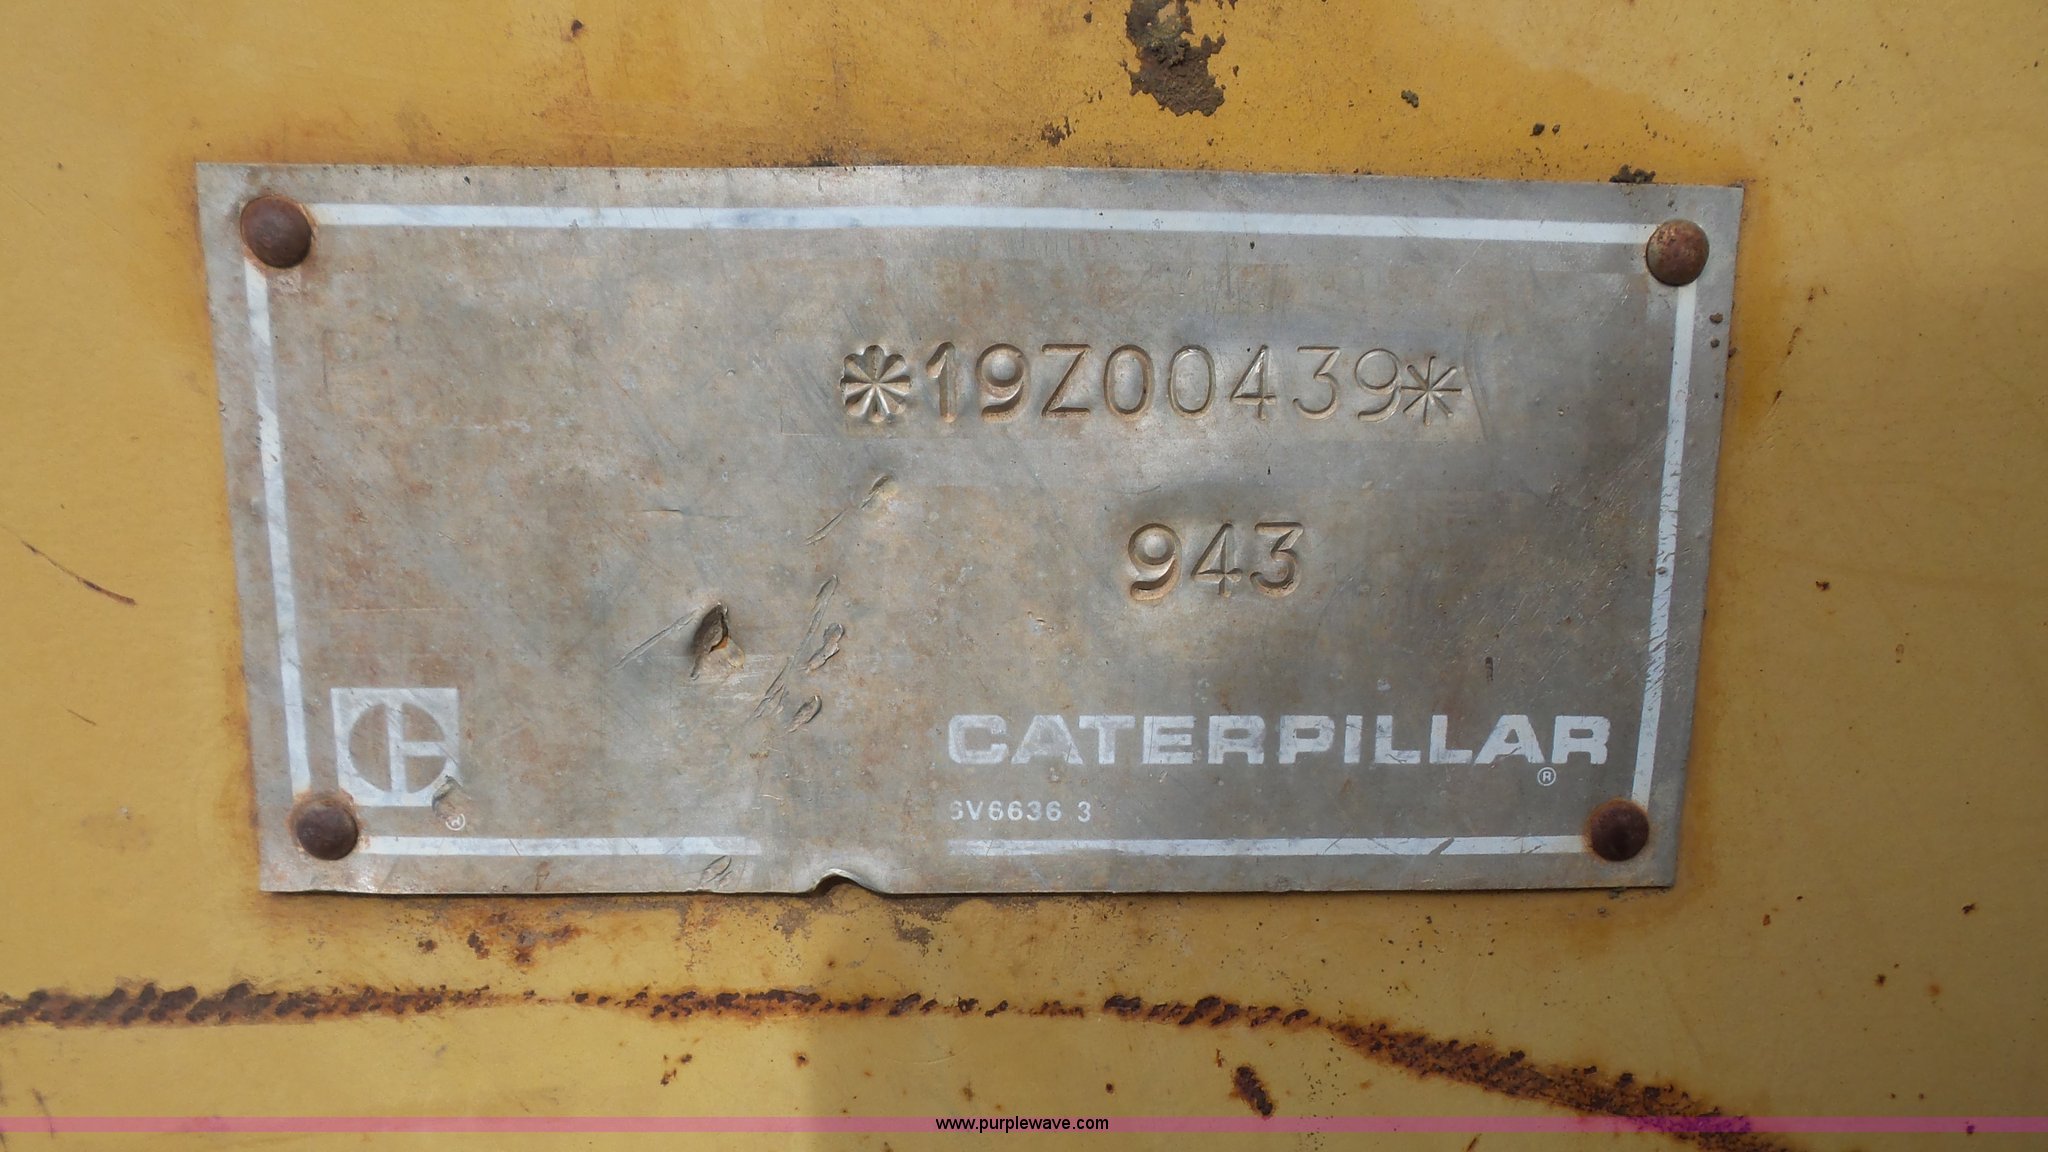 *19Z00439*
943
CATERPILLAR
®
6V6636 3
®
www.purplewave.com